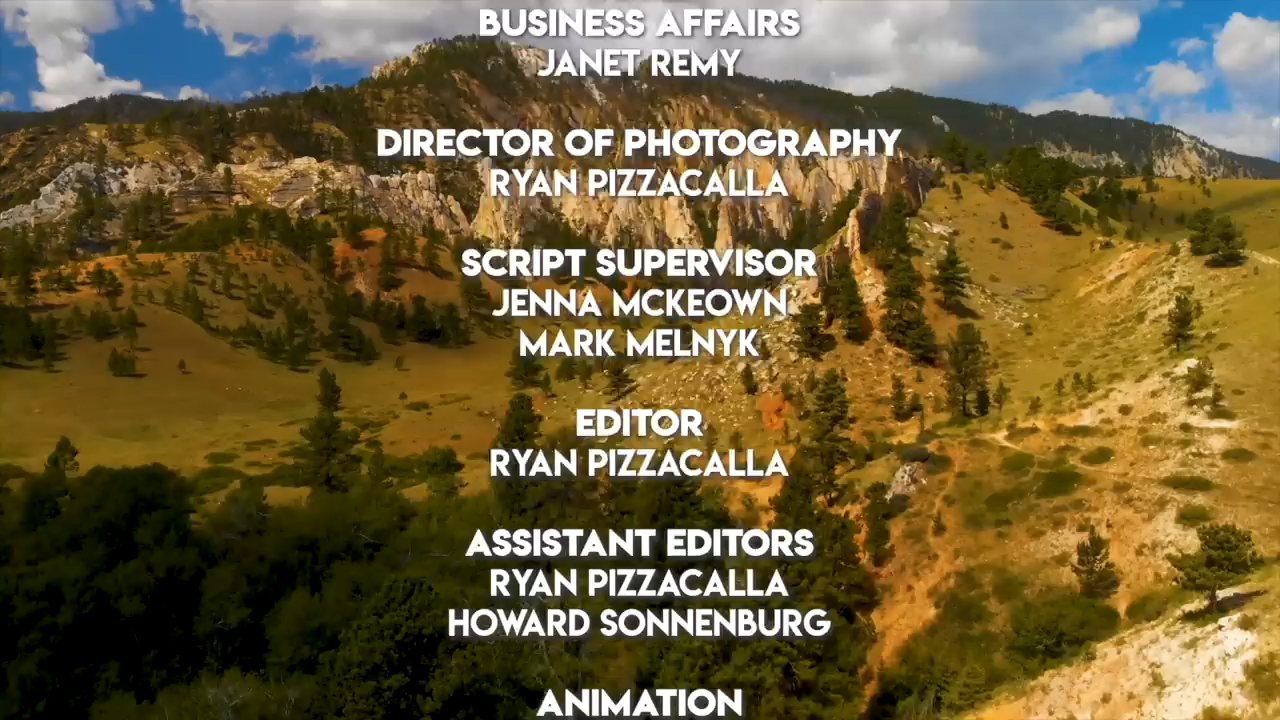 BUSINESS AFFAIRS
JANET REMY
DIRECTOR OF PHOTOGRAPHY
RYAN PIZZACALLA
SCRIPT SUPERVISOR
JENNA MCKEOWN
MARK MELNYK
EDITOR
RYAN PIZZACALLA
ASSISTANT EDITORS
RYAN PIZZACALLA
HOWARD SONNENBURG
ANIMATION